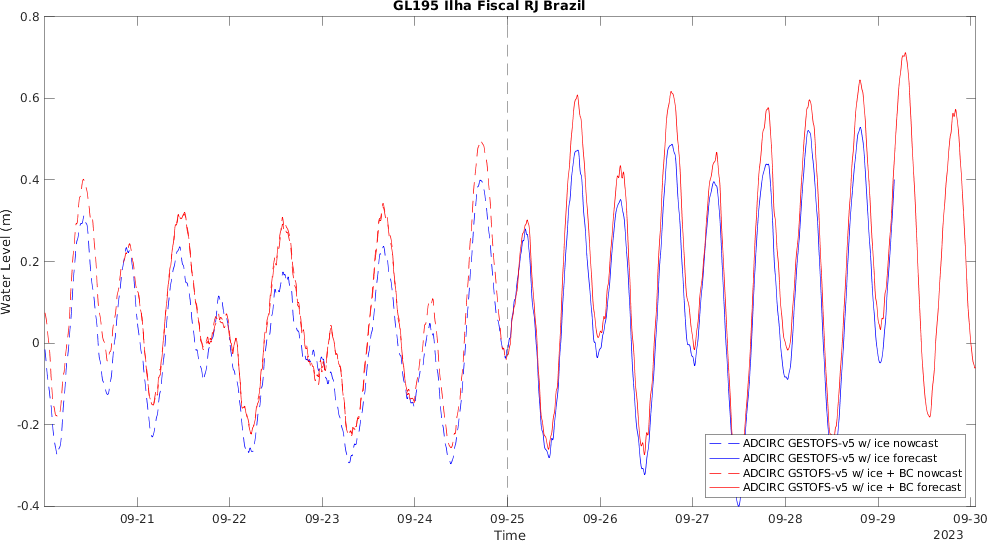 GL195 Ilha Fiscal RJ Brazil
0.8
0.6
0.4
0.2
0
-0.2
-0.4
Water Level (m)
ADCIRC GESTOFS-v5 w/ ice nowcast
ADCIRC GESTOFS-v5 w/ ice forecast
ADCIRC GSTOFS-v5 w/ ice + BC nowcast
ADCIRC GSTOFS-v5 w/ ice + BC forecast
09-21 09-22 09-23 09-24 09-25 09-26 09-27 09-28 09-29 09-30
Time
2023